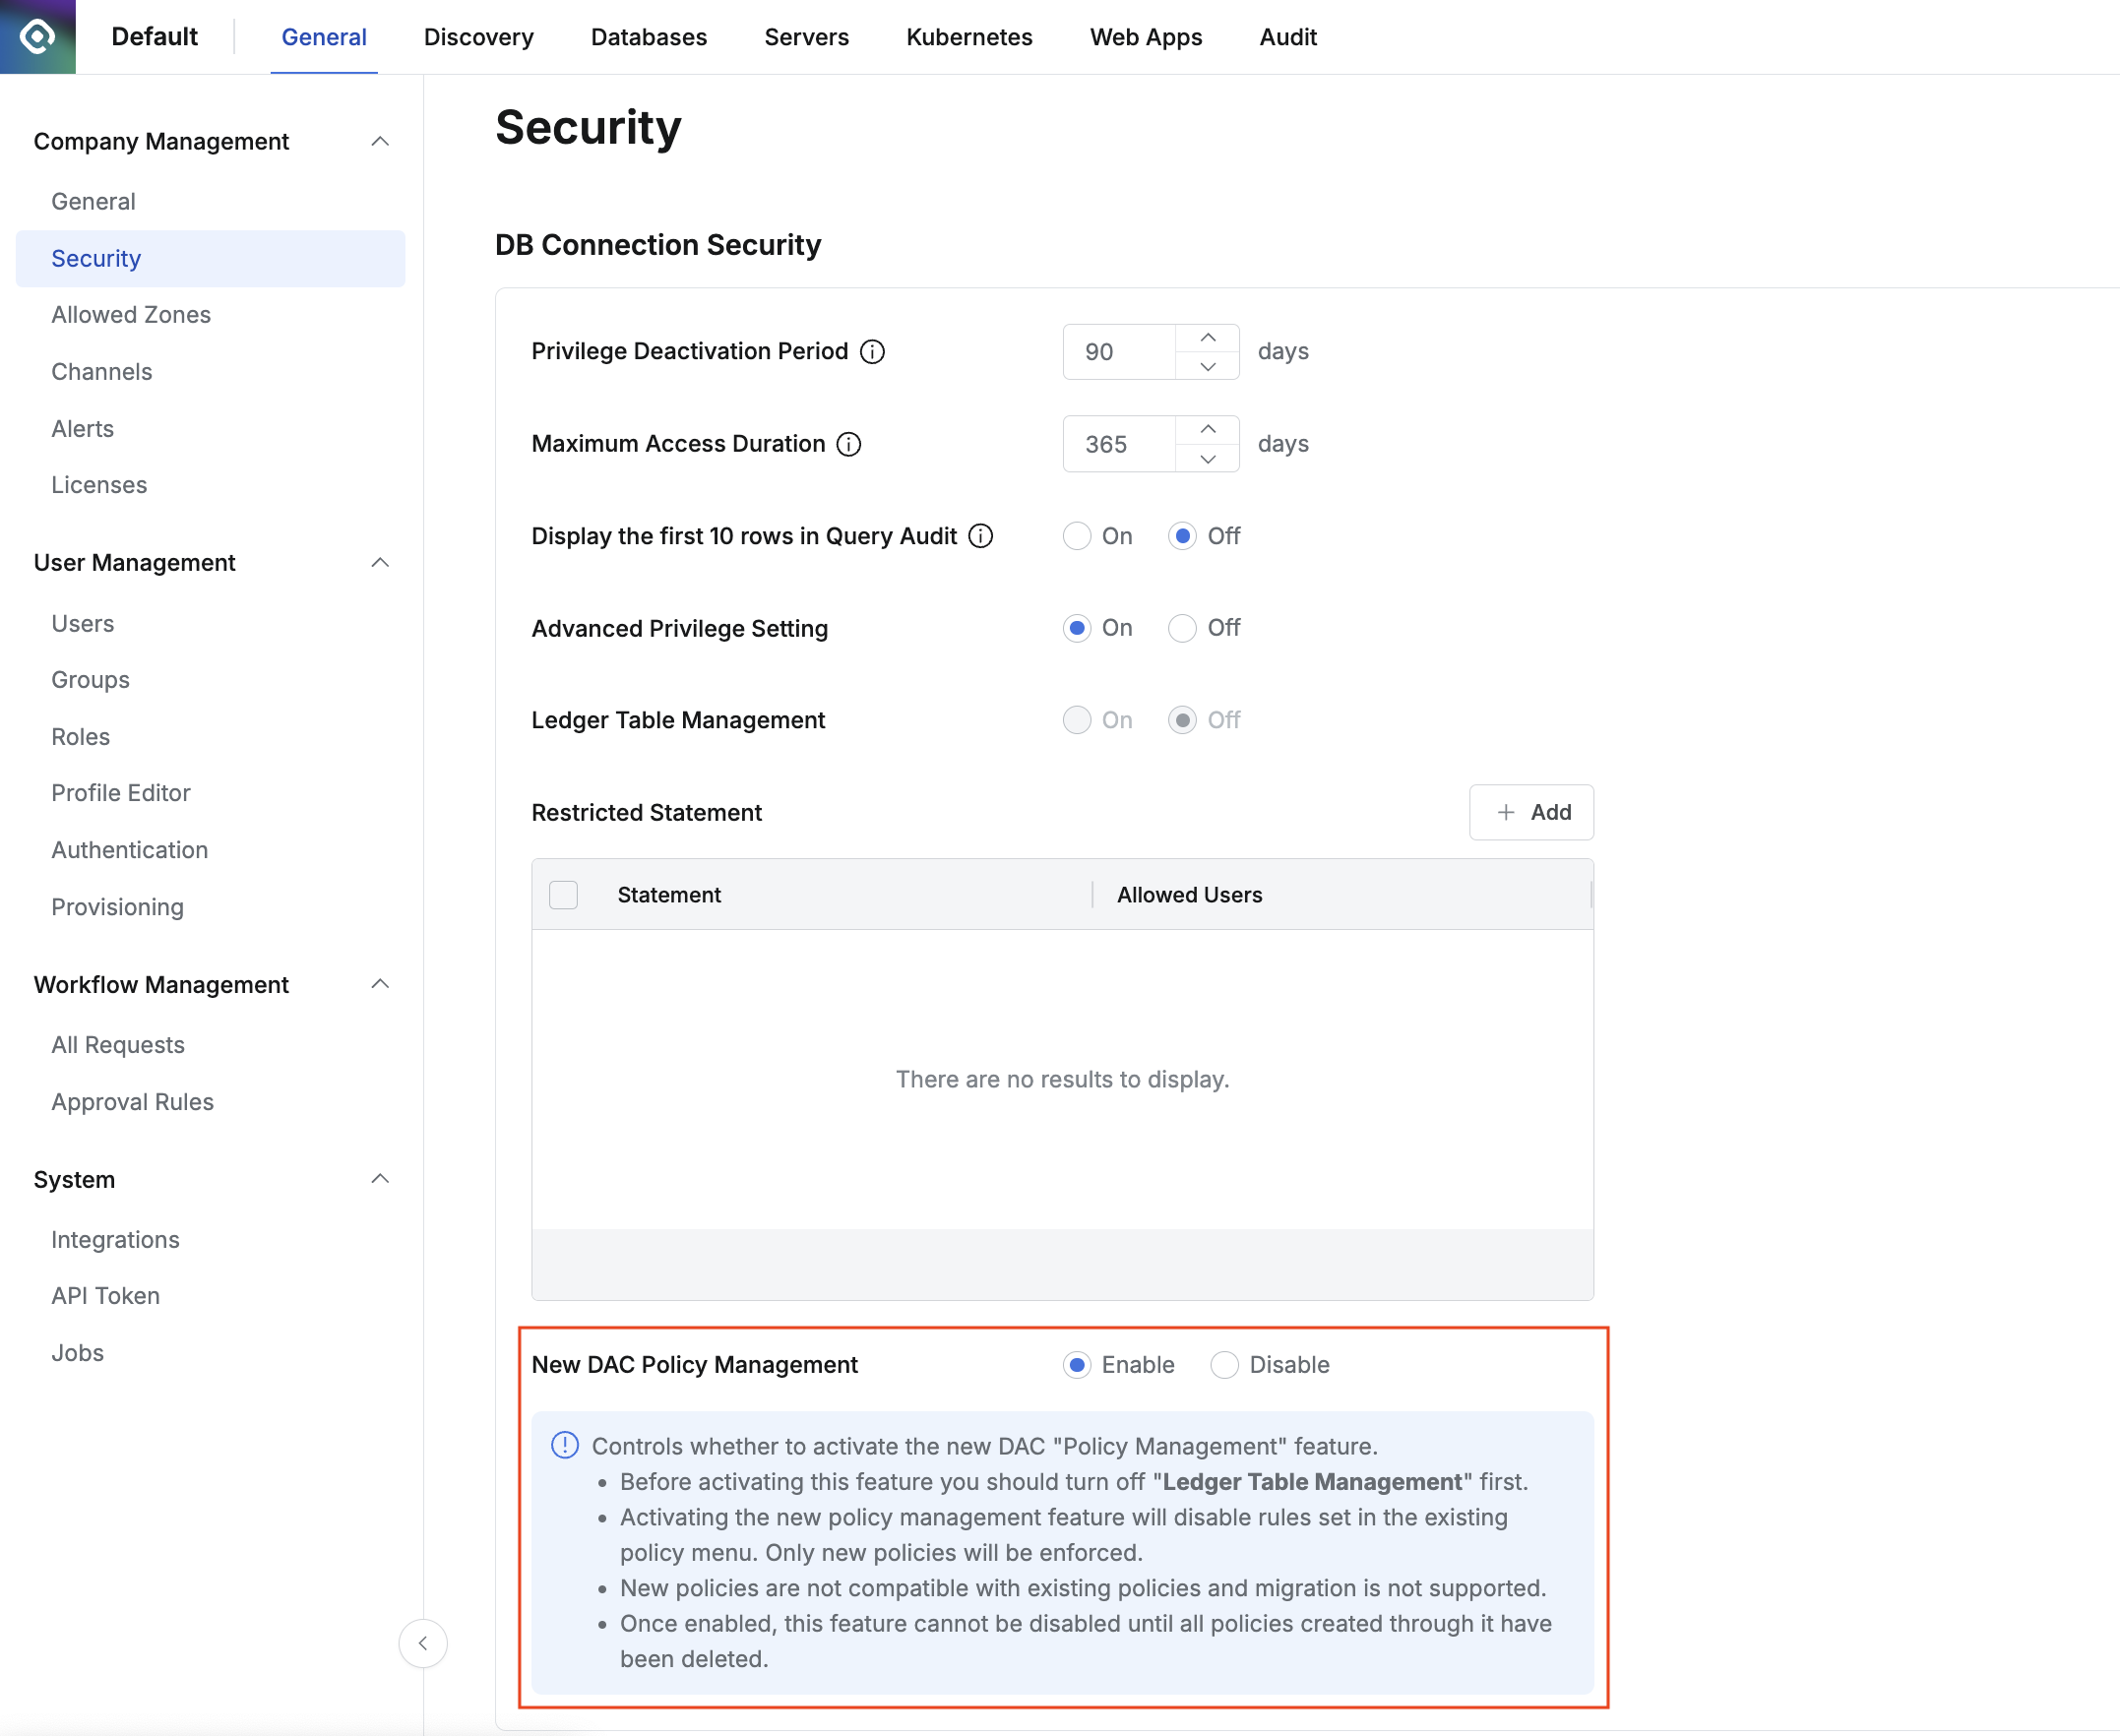 Default
General
Discovery
Databases
Servers
Kubernetes
Web Apps
Audit
Company Management
General
Security
Allowed Zones
Channels
Alerts
Licenses
User Management
Users
Groups
Roles
Profile Editor
Authentication
Provisioning
Workflow Management
All Requests
Approval Rules
System
Integrations
API Token
Jobs
Security
DB Connection Security
Privilege Deactivation Period
90
days
Maximum Access Duration
365
days
Display the first 10 rows in Query Audit
On
Off
Advanced Privilege Setting
On
Off
Ledger Table Management
On
Off
Restricted Statement
Add
Statement
Allowed Users
There are no results to display.
New DAC Policy Management
Enable
Disable
Controls whether to activate the new DAC "Policy Management" feature.
• Before activating this feature you should turn off "Ledger Table Management" first.
• Activating the new policy management feature will disable rules set in the existing
policy menu. Only new policies will be enforced.
• New policies are not compatible with existing policies and migration is not supported.
• Once enabled, this feature cannot be disabled until all policies created through it have
been deleted.